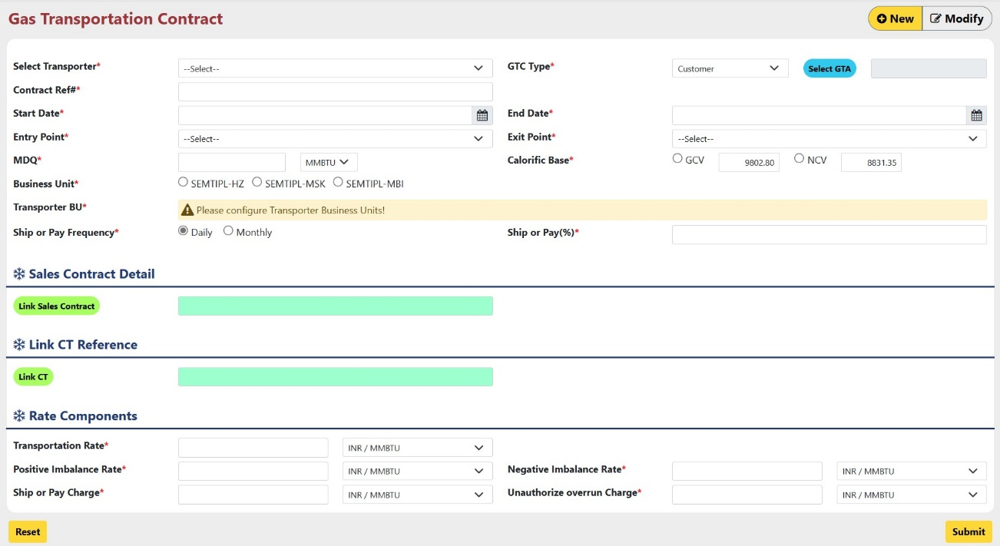 Gas Transportation Contract
New Modify
Select Transporter* --Select-- GTC Type* Customer Select GTA
Contract Ref#*
Start Date* End Date*
Entry Point* --Select-- Exit Point* --Select--
MDQ* MMBTU Calorific Base* GCV 9802.80 NCV 8831.35
Business Unit* SEMTIPL-HZ SEMTIPL-MSK SEMTIPL-MBI
Transporter BU* Please configure Transporter Business Units!
Ship or Pay Frequency* Daily Monthly Ship or Pay(%)*
Sales Contract Detail
Link Sales Contract
Link CT Reference
Link CT
Rate Components
Transportation Rate* INR / MMBTU
Positive Imbalance Rate* INR / MMBTU Negative Imbalance Rate* INR / MMBTU
Ship or Pay Charge* INR / MMBTU Unauthorize overrun Charge* INR / MMBTU
Reset Submit